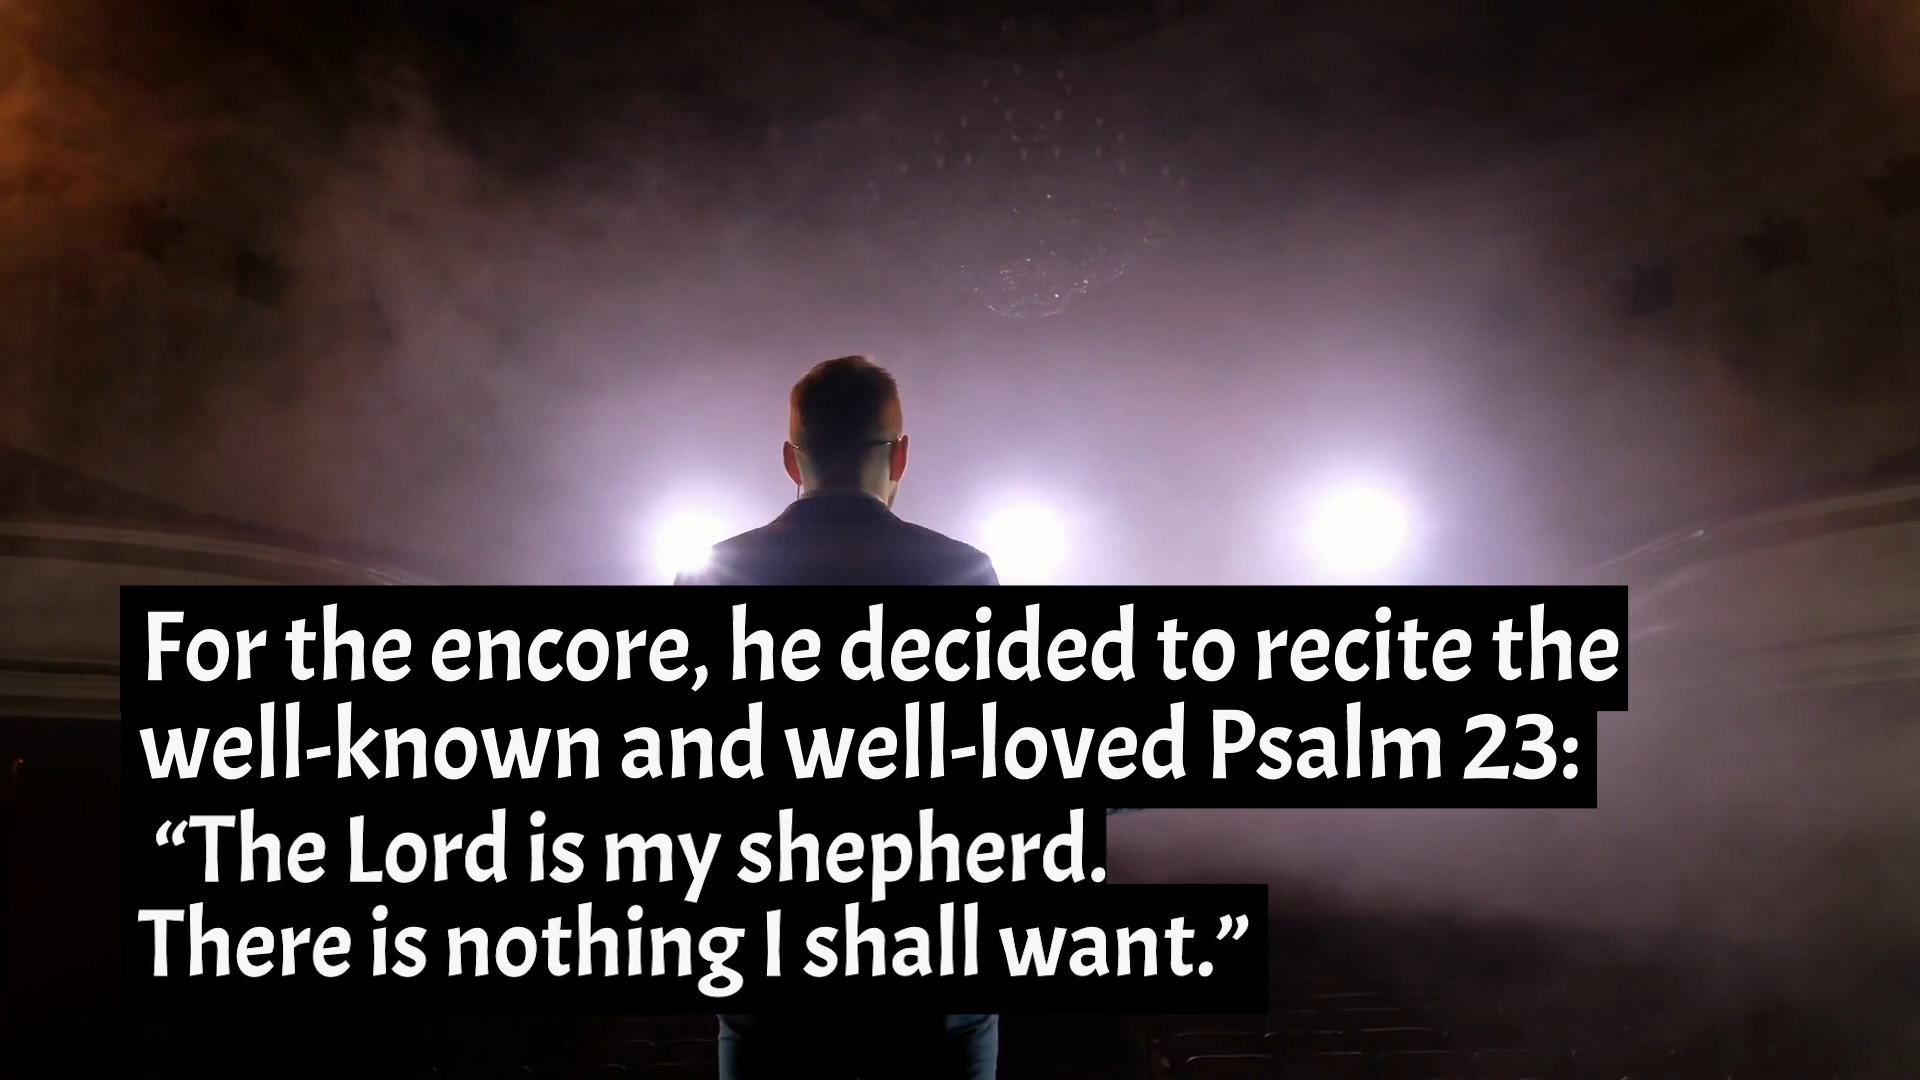 For the encore, he decided to recite the
well-known and well-loved Psalm 23:
“The Lord is my shepherd.
There is nothing I shall want.”